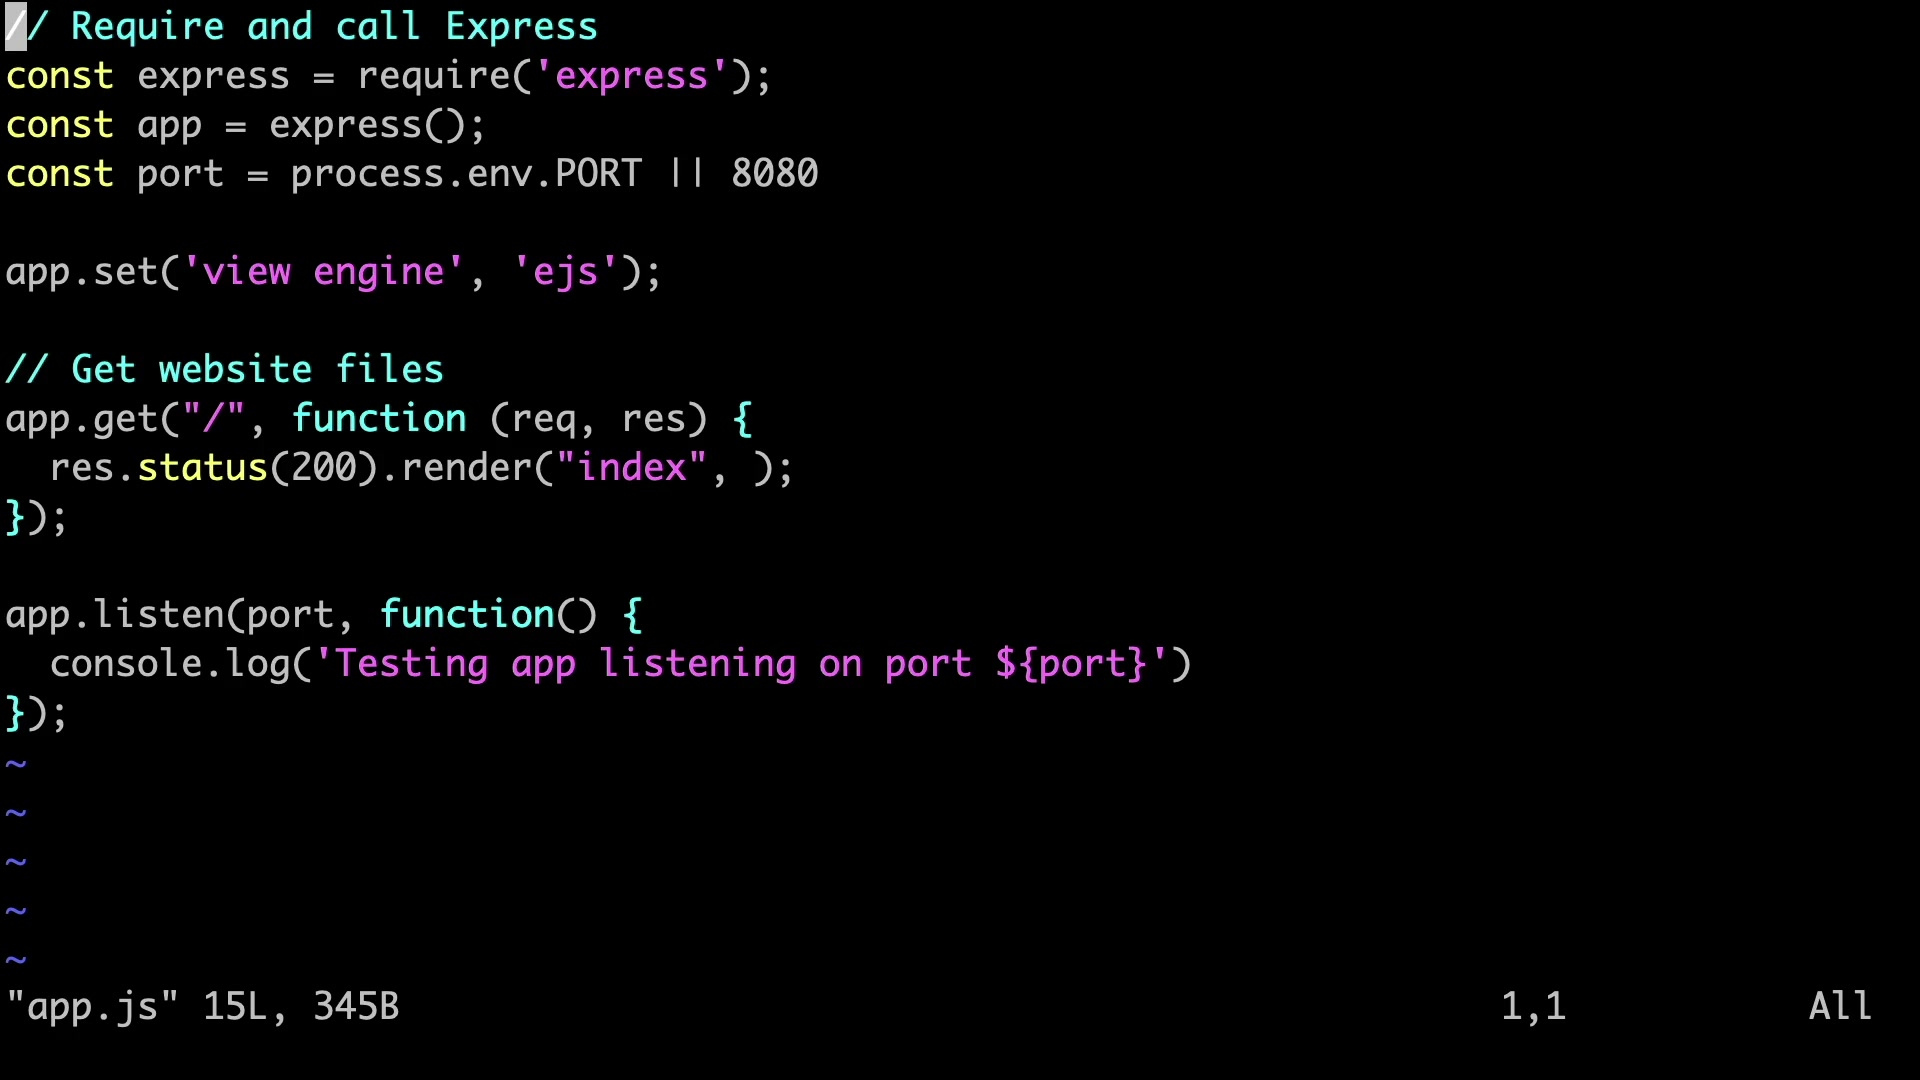 // Require and call Express
const express = require('express');
const app = express();
const port = process.env.PORT || 8080
app.set('view engine', 'ejs');
// Get website files
app.get("/", function (req, res) {
  res.status(200).render("index", );
});
app.listen(port, function() {
  console.log('Testing app listening on port ${port}')
});
~
~
~
~
~
"app.js" 15L, 345B 1,1 All